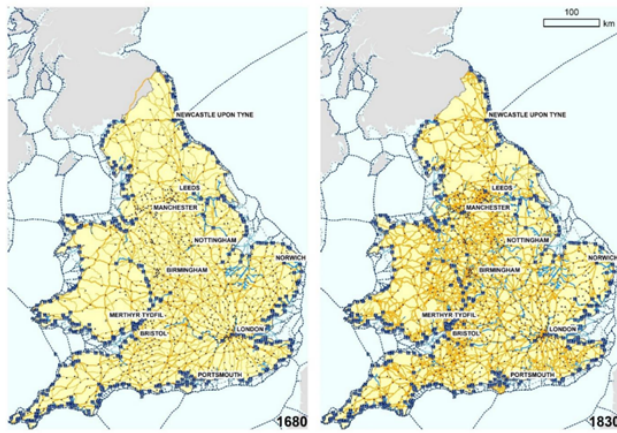 NEWCASTLE UPON TYNE
LEEDS
MANCHESTER
NOTTINGHAM
NORWICH
BIRMINGHAM
MERTHYR TYDFIL
BRISTOL
LONDON
PORTSMOUTH
1680
100
km
NEWCASTLE UPON TYNE
LEEDS
MANCHESTER
NOTTINGHAM
NORWICH
BIRMINGHAM
MERTHYR TYDFIL
BRISTOL
LONDON
PORTSMOUTH
1830